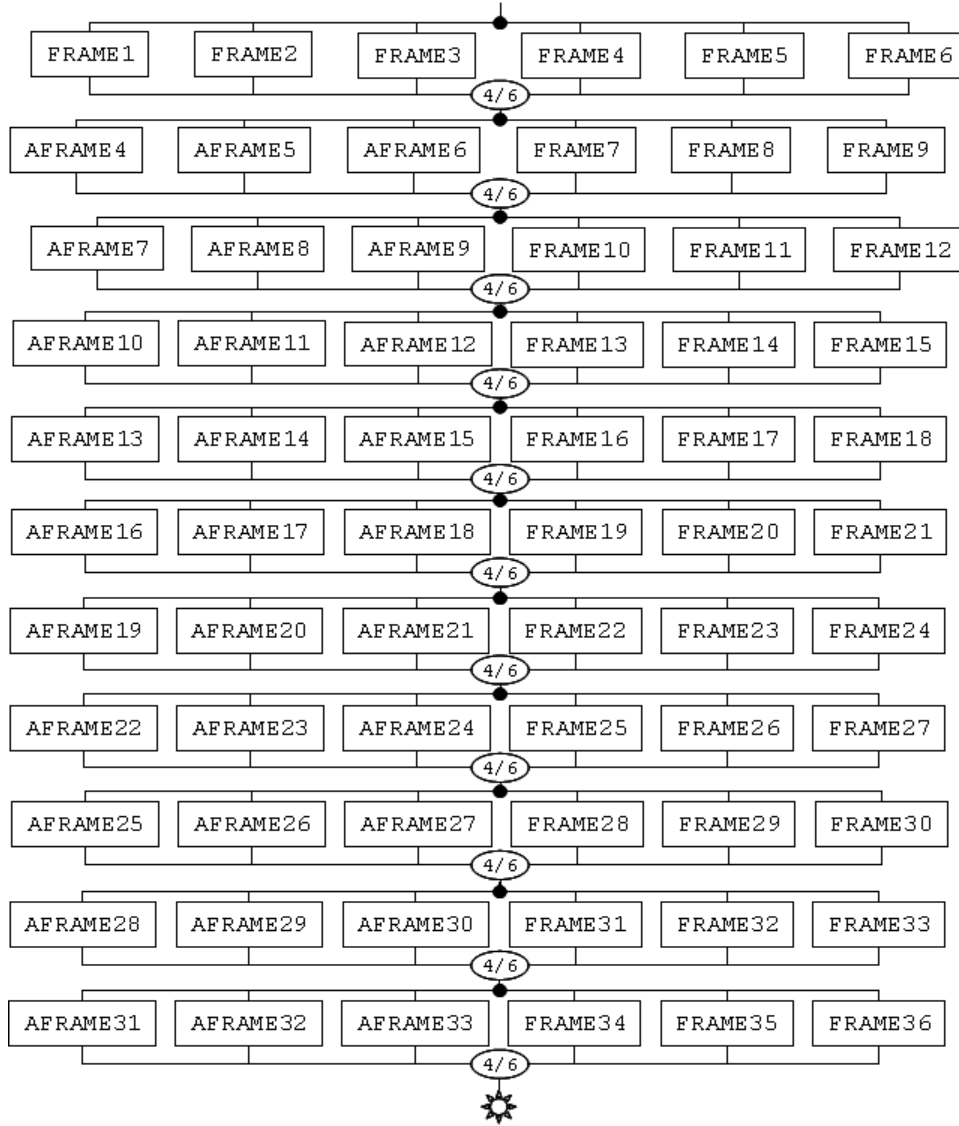 FRAME1 FRAME2 FRAME3 FRAME4 FRAME5 FRAME6
4/6
AFRAME4 AFRAME5 AFRAME6 FRAME7 FRAME8 FRAME9
4/6
AFRAME7 AFRAME8 AFRAME9 FRAME10 FRAME11 FRAME12
4/6
AFRAME10 AFRAME11 AFRAME12 FRAME13 FRAME14 FRAME15
4/6
AFRAME13 AFRAME14 AFRAME15 FRAME16 FRAME17 FRAME18
4/6
AFRAME16 AFRAME17 AFRAME18 FRAME19 FRAME20 FRAME21
4/6
AFRAME19 AFRAME20 AFRAME21 FRAME22 FRAME23 FRAME24
4/6
AFRAME22 AFRAME23 AFRAME24 FRAME25 FRAME26 FRAME27
4/6
AFRAME25 AFRAME26 AFRAME27 FRAME28 FRAME29 FRAME30
4/6
AFRAME28 AFRAME29 AFRAME30 FRAME31 FRAME32 FRAME33
4/6
AFRAME31 AFRAME32 AFRAME33 FRAME34 FRAME35 FRAME36
4/6